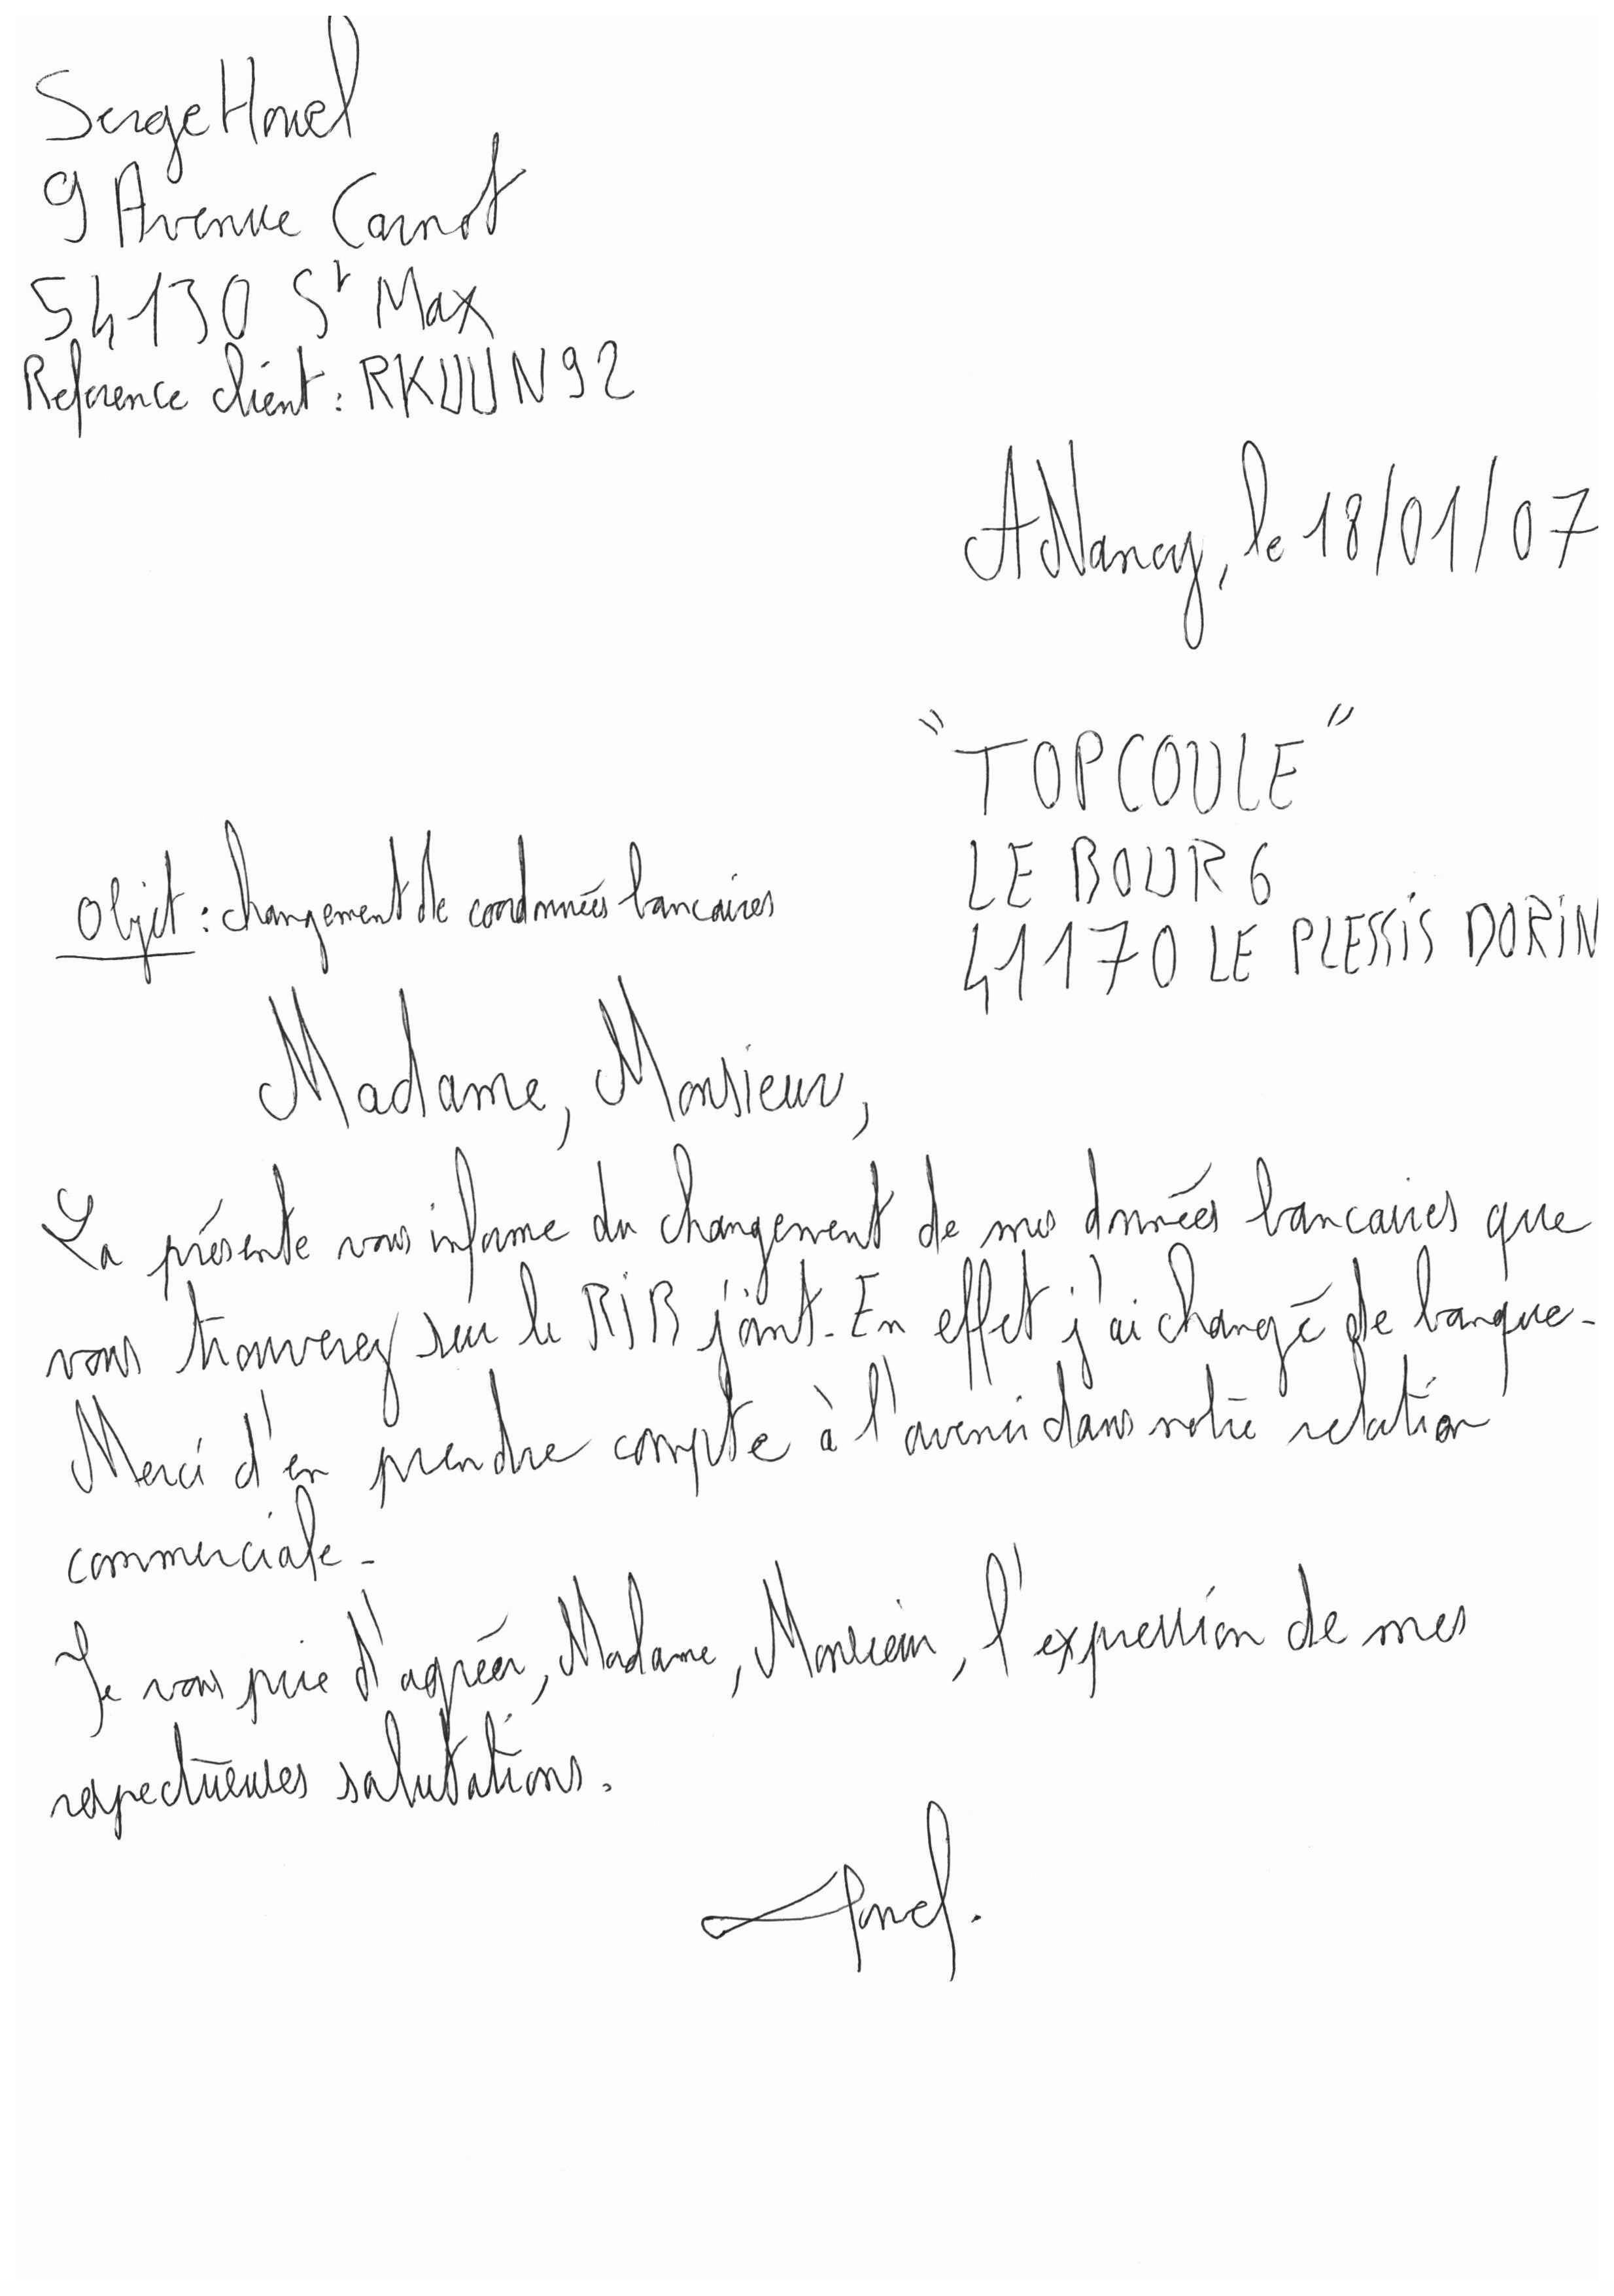 Serge Honel
9 Avenue Carnot
54130 St Max
Reference client : RKUUN92
A Nancy, le 18/01/07
"TOPCOULE"
LE BOURG
41170 LE PLESSIS DORIN
Objet : changement de coordonnées bancaires
Madame, Monsieur,
La présente vous informe du changement de mes données bancaires que
vous trouverez sur le RIB joint. En effet j'ai changé de banque.
Merci d'en prendre compte à l'avenir dans notre relation
commerciale.
Je vous prie d'agréer, Madame, Monsieur, l'expression de mes
respectueuses salutations.
Honel.